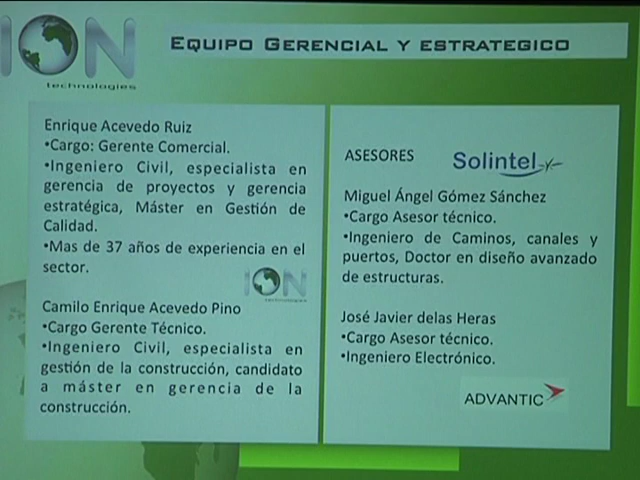 ION
technologies
EQUIPO GERENCIAL Y ESTRATEGICO
Enrique Acevedo Ruiz
•Cargo: Gerente Comercial.
•Ingeniero Civil, especialista en
gerencia de proyectos y gerencia
estratégica, Máster en Gestión de
Calidad.
•Mas de 37 años de experiencia en el
sector.
ION
technologies
Camilo Enrique Acevedo Pino
•Cargo Gerente Técnico.
•Ingeniero Civil, especialista en
gestión de la construcción, candidato
a máster en gerencia de la
construcción.
ASESORES
Solintel
Miguel Ángel Gómez Sánchez
•Cargo Asesor técnico.
•Ingeniero de Caminos, canales y
puertos, Doctor en diseño avanzado
de estructuras.
José Javier delas Heras
•Cargo Asesor técnico.
•Ingeniero Electrónico.
ADVANTIC